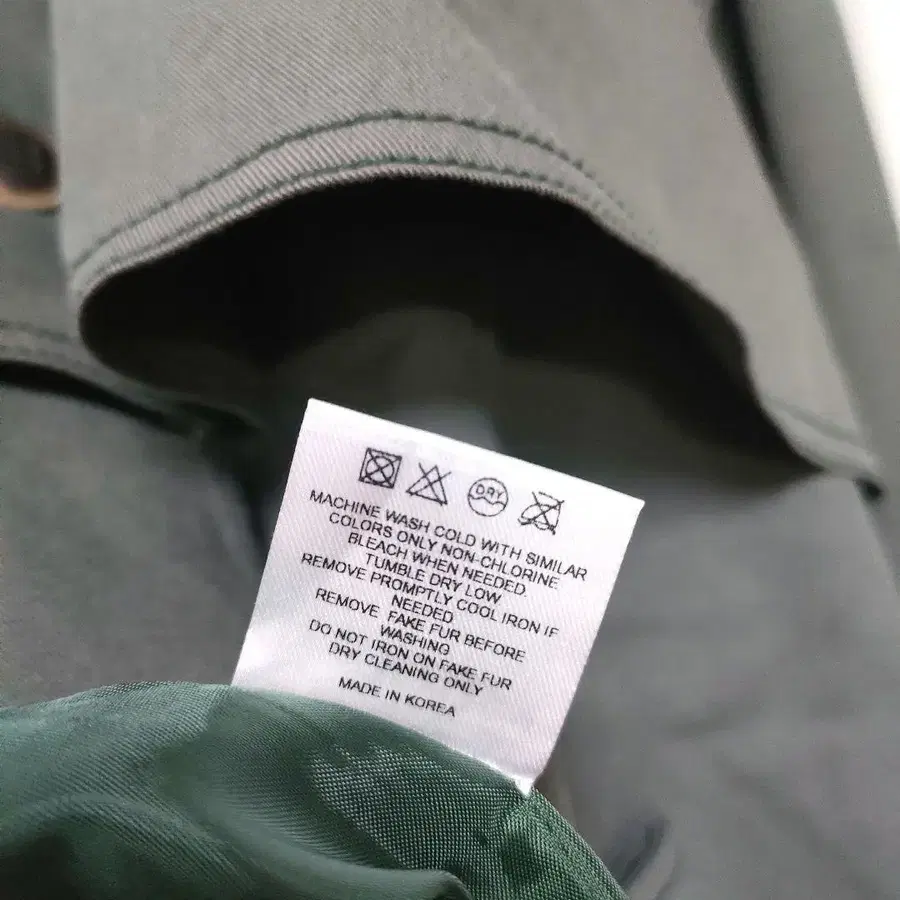 DRY
MACHINE WASH COLD WITH SIMILAR
COLORS ONLY NON-CHLORINE
BLEACH WHEN NEEDED.
TUMBLE DRY LOW
REMOVE PROMPTLY COOL IRON IF
NEEDED
REMOVE FAKE FUR BEFORE
WASHING
DO NOT IRON ON FAKE FUR
DRY CLEANING ONLY
MADE IN KOREA